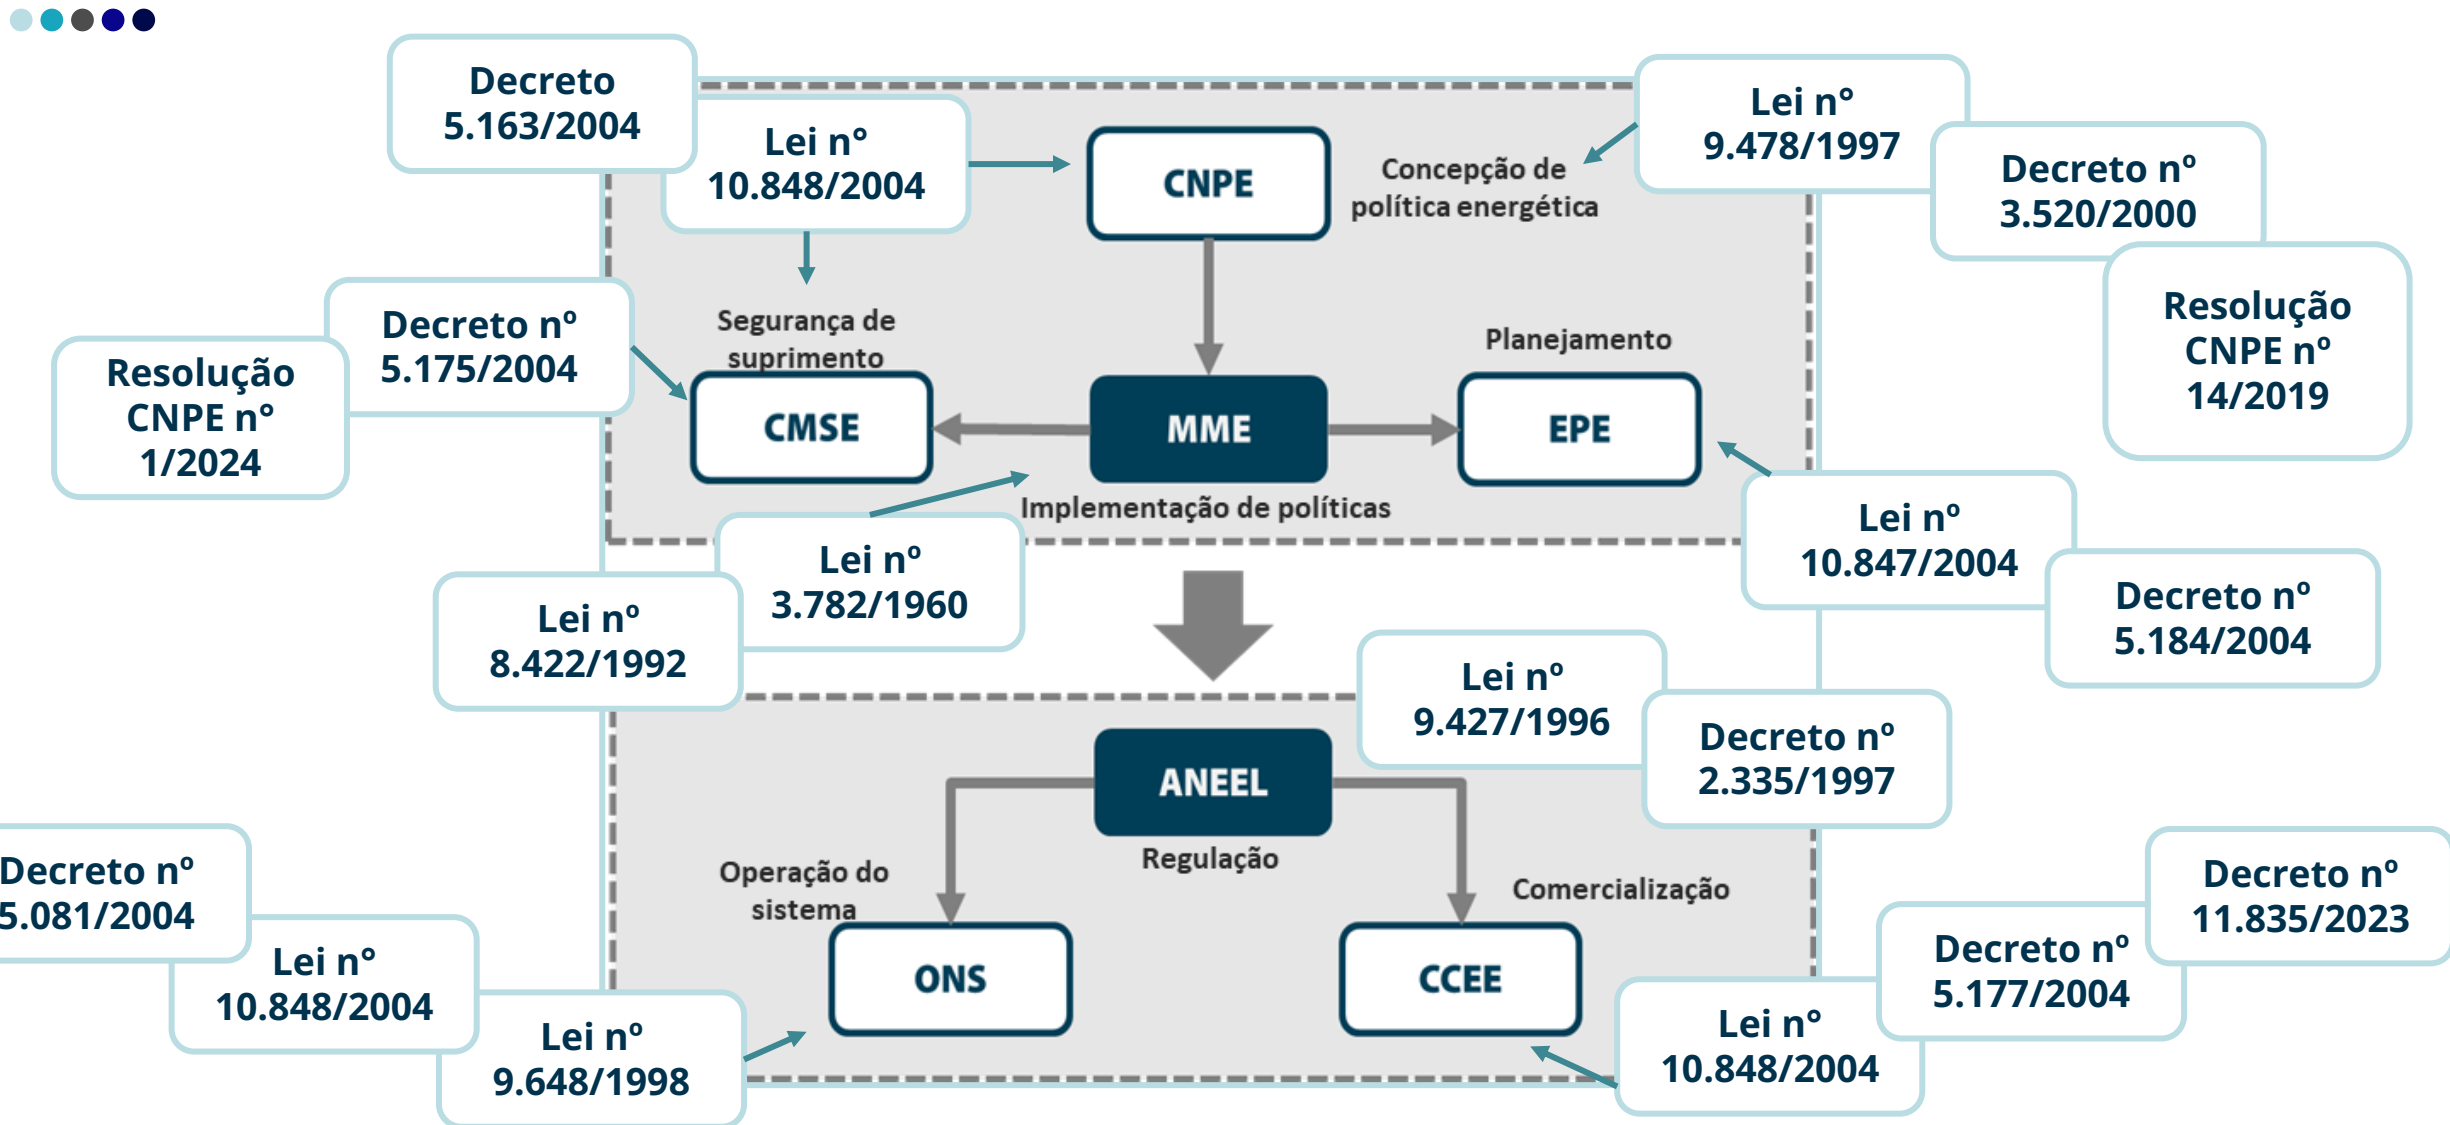 Decreto
5.163/2004
Lei n°
10.848/2004
CNPE
Concepção de
política energética
Lei n°
9.478/1997
Decreto nº
3.520/2000
Resolução
CNPE nº
14/2019
Decreto nº
5.175/2004
Resolução
CNPE n°
1/2024
Segurança de
suprimento
CMSE
MME
Implementação de políticas
Planejamento
EPE
Lei nº
10.847/2004
Decreto nº
5.184/2004
Lei nº
3.782/1960
Lei nº
8.422/1992
Lei nº
9.427/1996
Decreto nº
2.335/1997
ANEEL
Regulação
Operação do
sistema
ONS
Comercialização
CCEE
Decreto nº
5.081/2004
Lei n°
10.848/2004
Lei nº
9.648/1998
Decreto nº
11.835/2023
Decreto nº
5.177/2004
Lei n°
10.848/2004